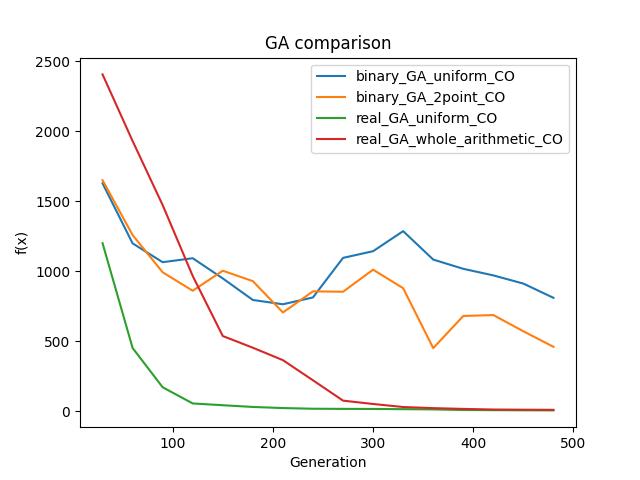 GA comparison
2500
2000
1500
1000
500
0
f(x)
binary_GA_uniform_CO
binary_GA_2point_CO
real_GA_uniform_CO
real_GA_whole_arithmetic_CO
100 200 300 400 500
Generation